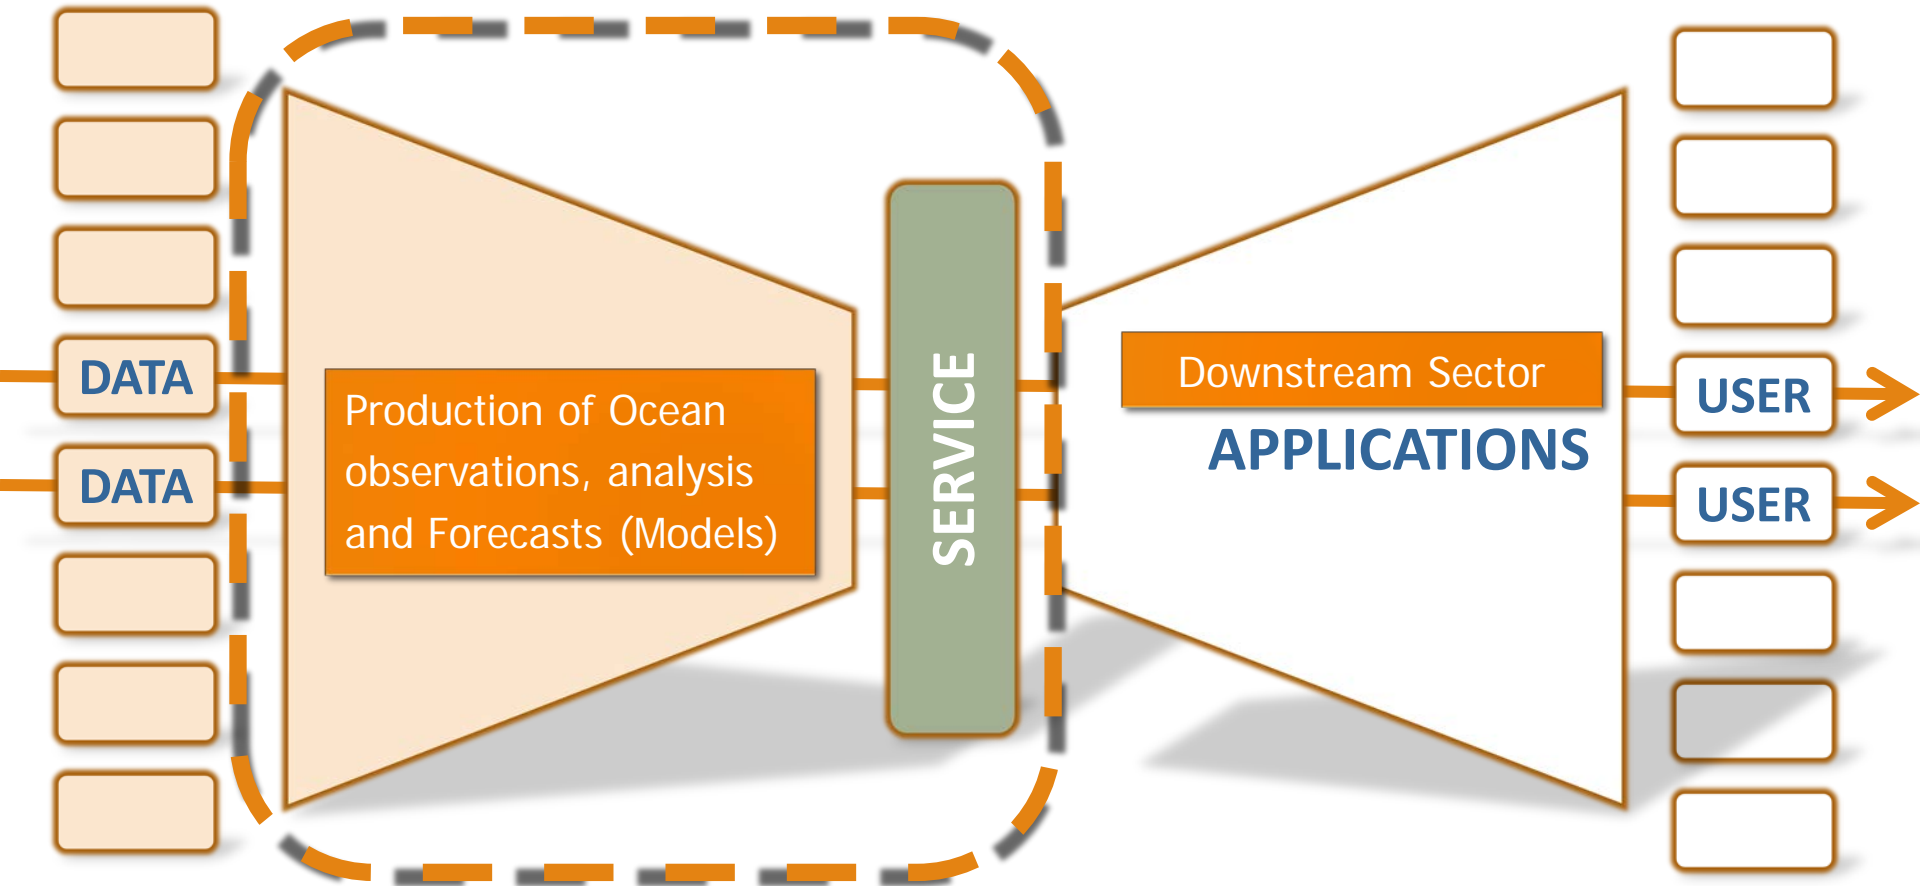 DATA
DATA
Production of Ocean
observations, analysis
and Forecasts (Models)
SERVICE
Downstream Sector
APPLICATIONS
USER
USER